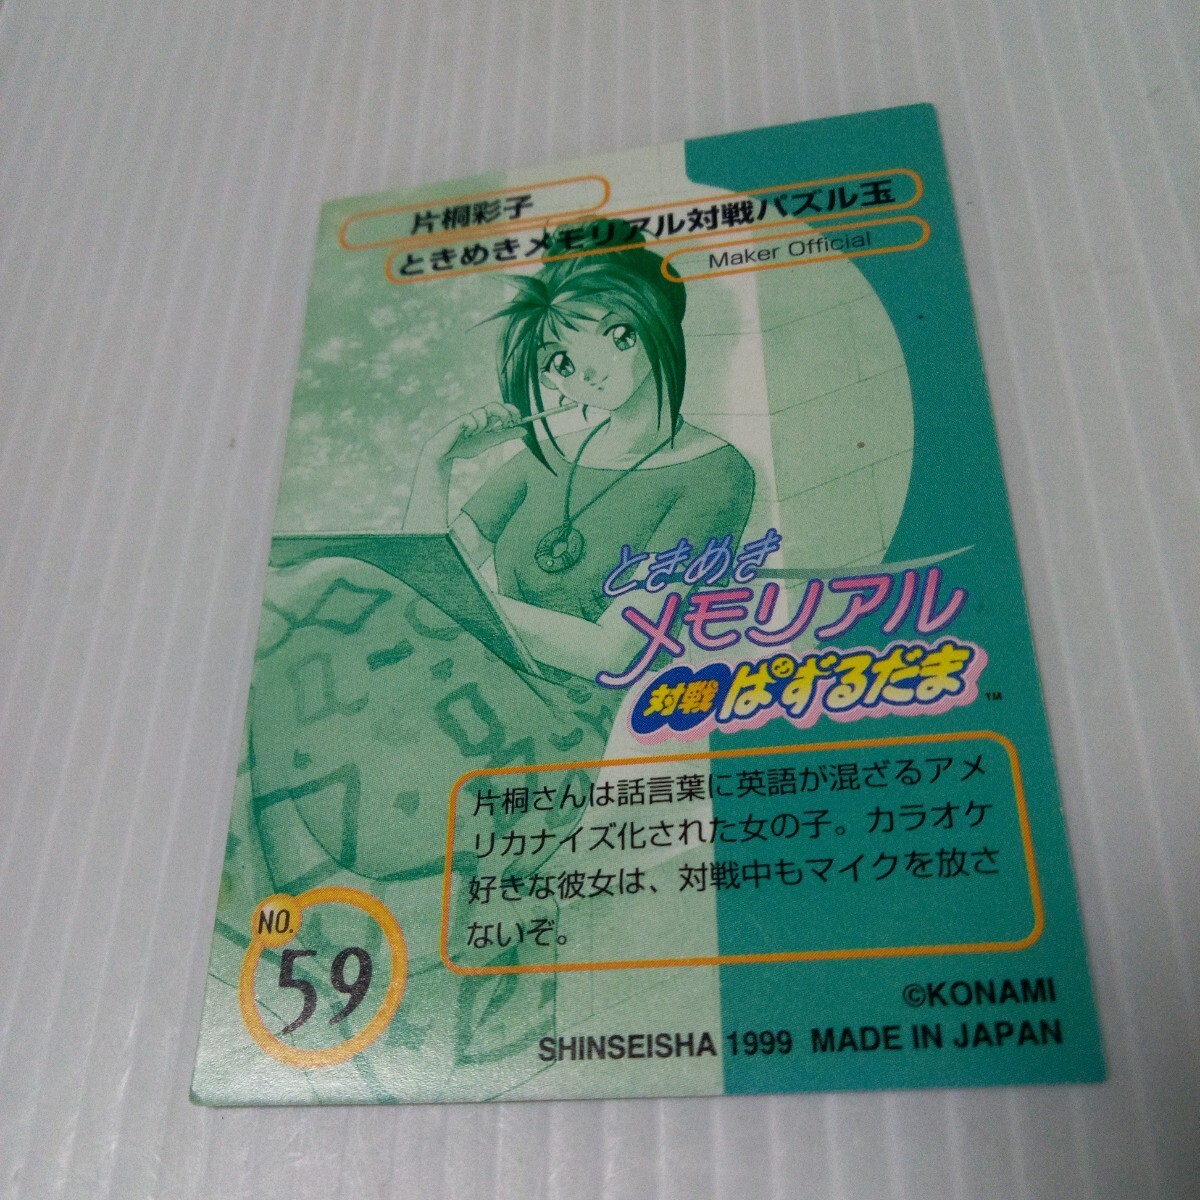 片桐彩子
ときめきメモリアル対戦パズル玉
Maker Official
ときめき
メモリアル
対戦 ぱずるだま™
片桐さんは話言葉に英語が混ざるアメ
リカナイズ化された女の子。カラオケ
好きな彼女は、対戦中もマイクを放さ
ないぞ。
NO.
59
©KONAMI
SHINSEISHA 1999 MADE IN JAPAN